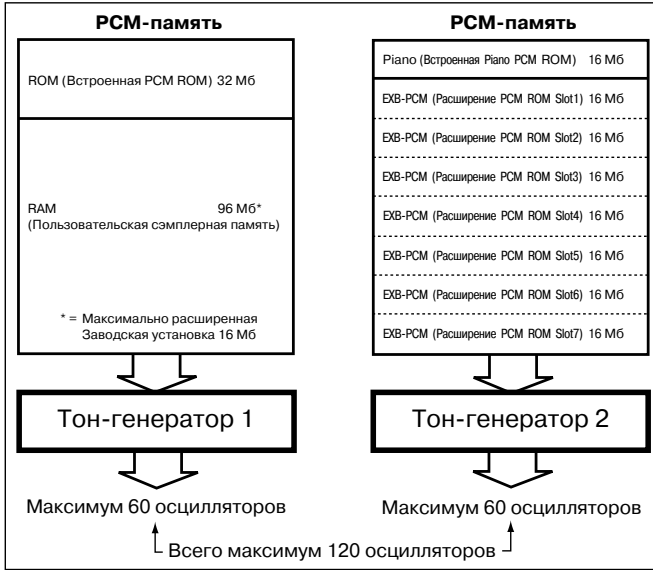 PCM-память
ROM (Встроенная PCM ROM) 32 Мб
RAM 96 Мб*
(Пользовательская сэмплерная память)
* = Максимально расширенная
Заводская установка 16 Мб
Тон-генератор 1
Максимум 60 осцилляторов
PCM-память
Piano (Встроенная Piano PCM ROM) 16 Мб
EXB-PCM (Расширение PCM ROM Slot1) 16 Мб
EXB-PCM (Расширение PCM ROM Slot2) 16 Мб
EXB-PCM (Расширение PCM ROM Slot3) 16 Мб
EXB-PCM (Расширение PCM ROM Slot4) 16 Мб
EXB-PCM (Расширение PCM ROM Slot5) 16 Мб
EXB-PCM (Расширение PCM ROM Slot6) 16 Мб
EXB-PCM (Расширение PCM ROM Slot7) 16 Мб
Тон-генератор 2
Максимум 60 осцилляторов
Всего максимум 120 осцилляторов